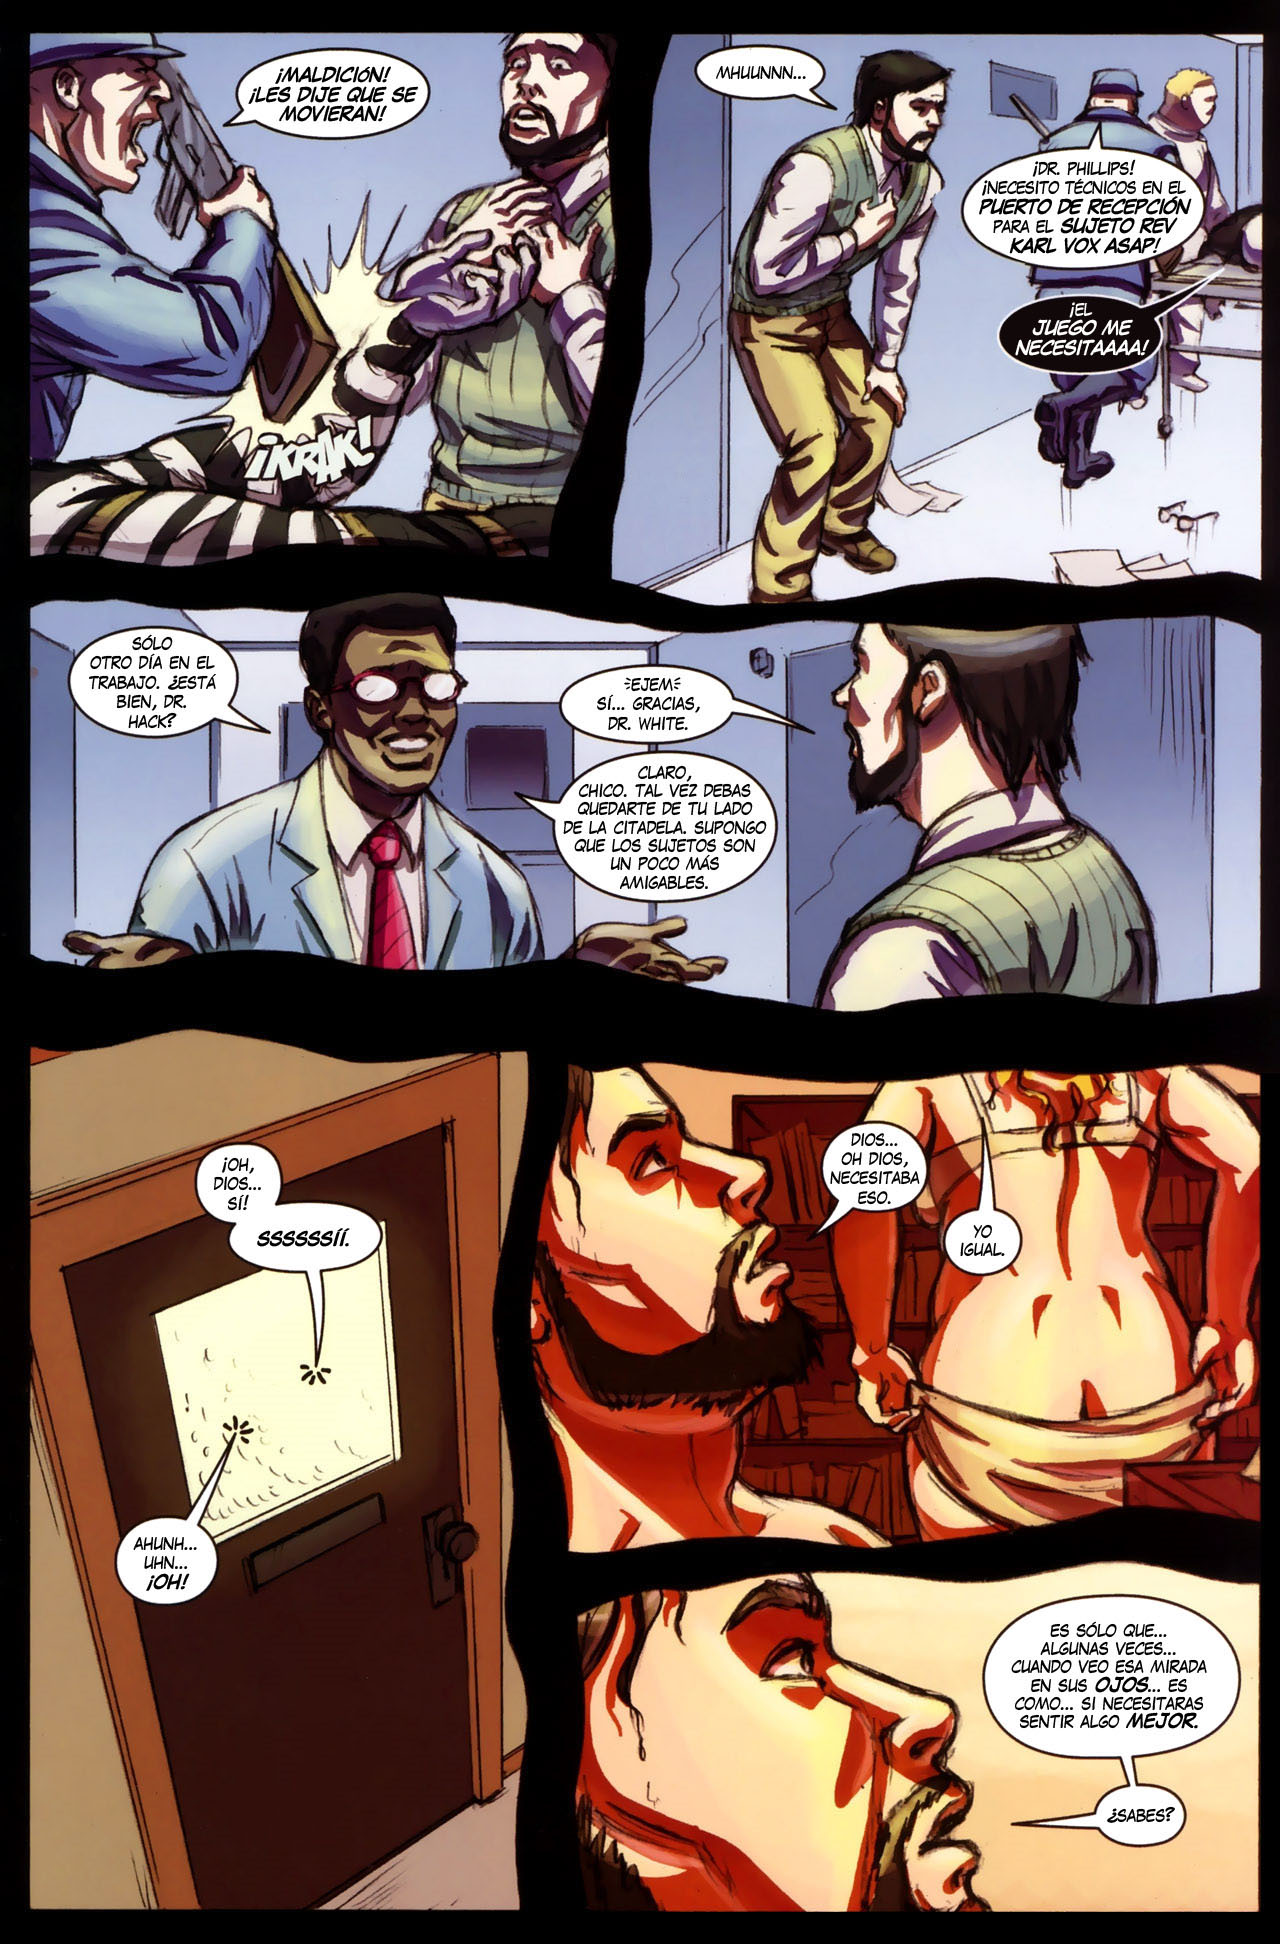 ¡MALDICIÓN!
¡LES DIJE QUE SE
MOVIERAN!
¡KRAK!
MHUUNNN...
¡DR. PHILLIPS!
¡NECESITO TÉCNICOS EN EL
PUERTO DE RECEPCIÓN
PARA EL SUJETO REV
KARL VOX ASAP!
¡EL
JUEGO ME
NECESITAAAA!
SÓLO
OTRO DÍA EN EL
TRABAJO. ¿ESTÁ
BIEN, DR.
HACK?
EJEM
SÍ... GRACIAS,
DR. WHITE.
CLARO,
CHICO. TAL VEZ DEBAS
QUEDARTE DE TU LADO
DE LA CITADELA. SUPONGO
QUE LOS SUJETOS SON
UN POCO MÁS
AMIGABLES.
¡OH,
DIOS...
SÍ!
SSSSSSÍÍ.
AHUNH...
UHN...
¡OH!
DIOS...
OH DIOS,
NECESITABA
ESO.
YO
IGUAL.
ES SÓLO QUE...
ALGUNAS VECES...
CUANDO VEO ESA MIRADA
EN SUS OJOS... ES
COMO... SI NECESITARAS
SENTIR ALGO MEJOR.
¿SABES?